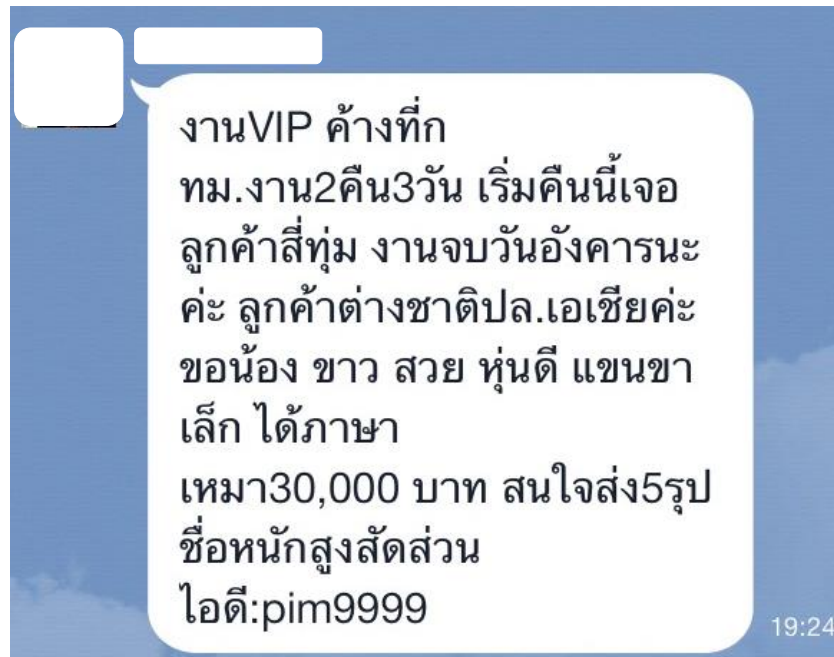 งานVIP ค้างที่ก
ทม.งาน2คืน3วัน เริ่มคืนนี้เจอ
ลูกค้าสี่ทุ่ม งานจบวันอังคารนะ
ค่ะ ลูกค้าต่างชาติปล.เอเชียค่ะ
ขอน้อง ขาว สวย หุ่นดี แขนขา
เล็ก ได้ภาษา
เหมา30,000 บาท สนใจส่ง5รุป
ชื่อหนักสูงสัดส่วน
ไอดี:pim9999
19:24